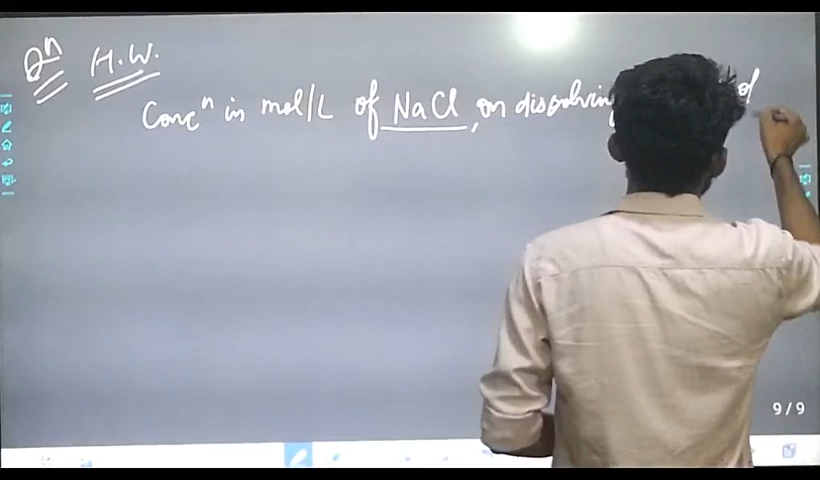 Qn H.W.
Concn in mol/L of NaCl, on dissolving
9/9